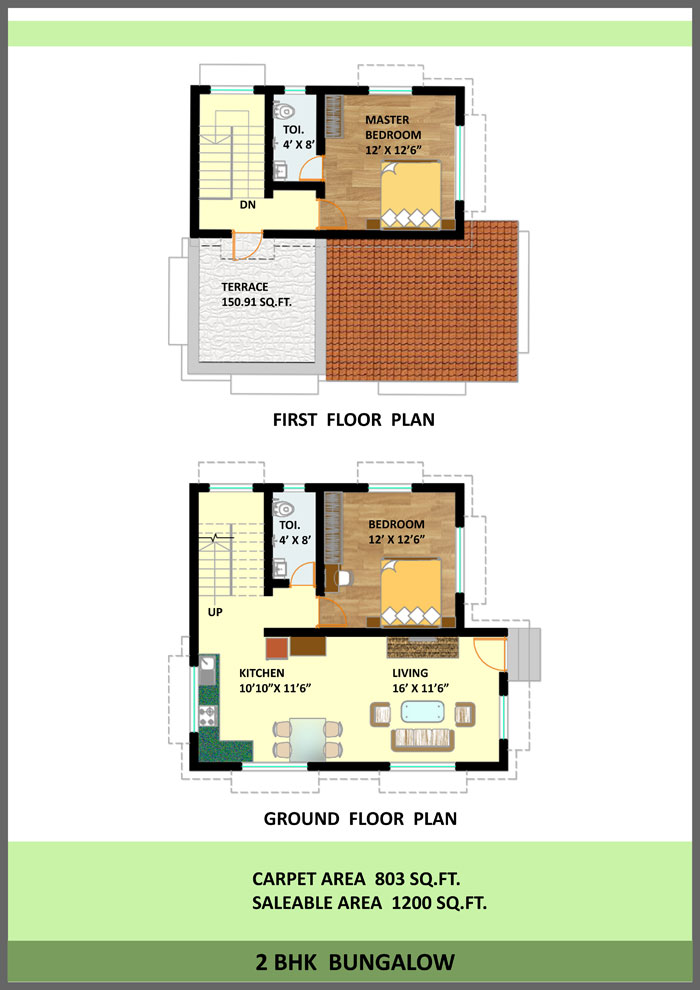 TOI.
4’ X 8’
MASTER
BEDROOM
12’ X 12’6”
DN
TERRACE
150.91 SQ.FT.
FIRST FLOOR PLAN
TOI.
4’ X 8’
BEDROOM
12’ X 12’6”
UP
KITCHEN
10’10”X 11’6”
LIVING
16’ X 11’6”
GROUND FLOOR PLAN
CARPET AREA 803 SQ.FT.
SALEABLE AREA 1200 SQ.FT.
2 BHK BUNGALOW